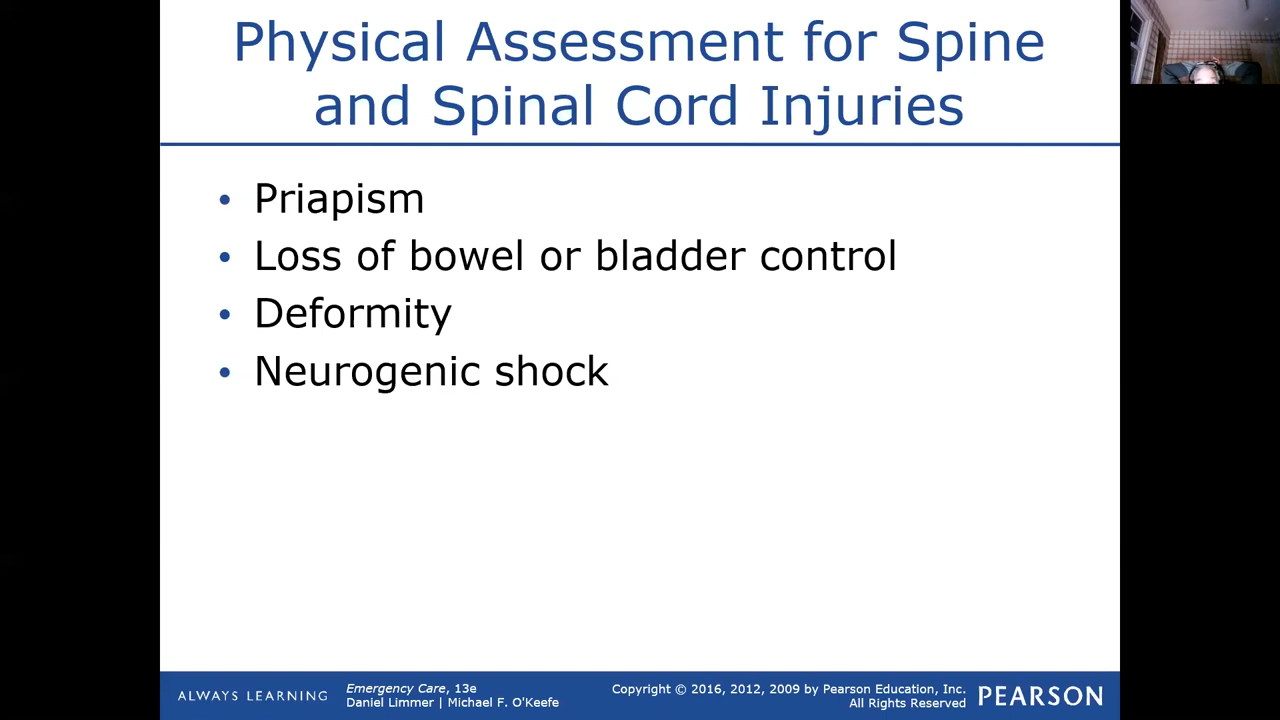 Physical Assessment for Spine
and Spinal Cord Injuries
• Priapism
• Loss of bowel or bladder control
• Deformity
• Neurogenic shock
ALWAYS LEARNING
Emergency Care, 13e
Daniel Limmer | Michael F. O'Keefe
Copyright © 2016, 2012, 2009 by Pearson Education, Inc.
All Rights Reserved
PEARSON